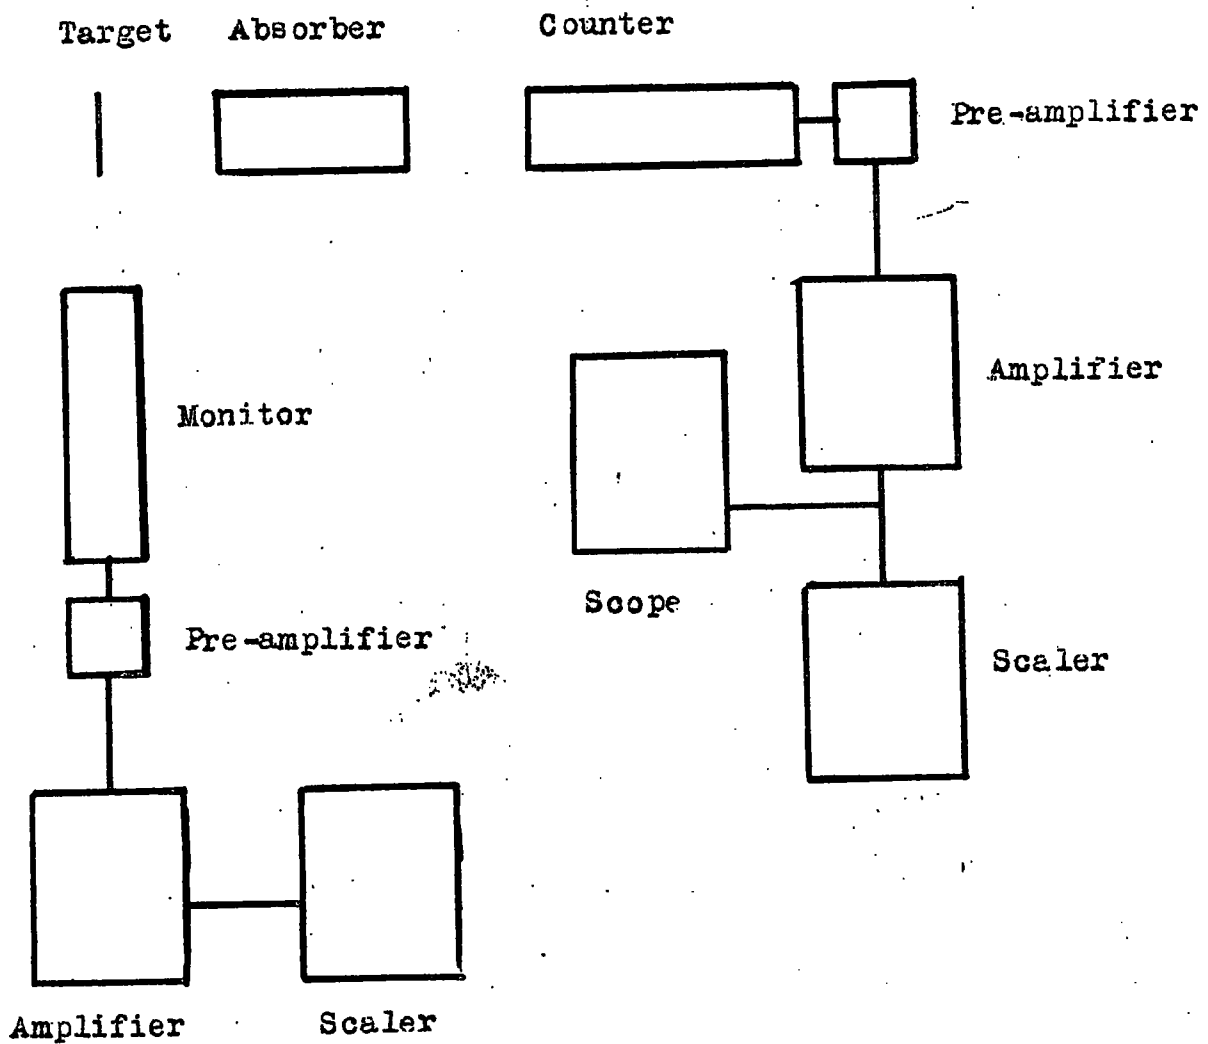 Target Absorber Counter
Pre-amplifier
Amplifier
Monitor
Scope
Pre-amplifier
Scaler
Amplifier Scaler